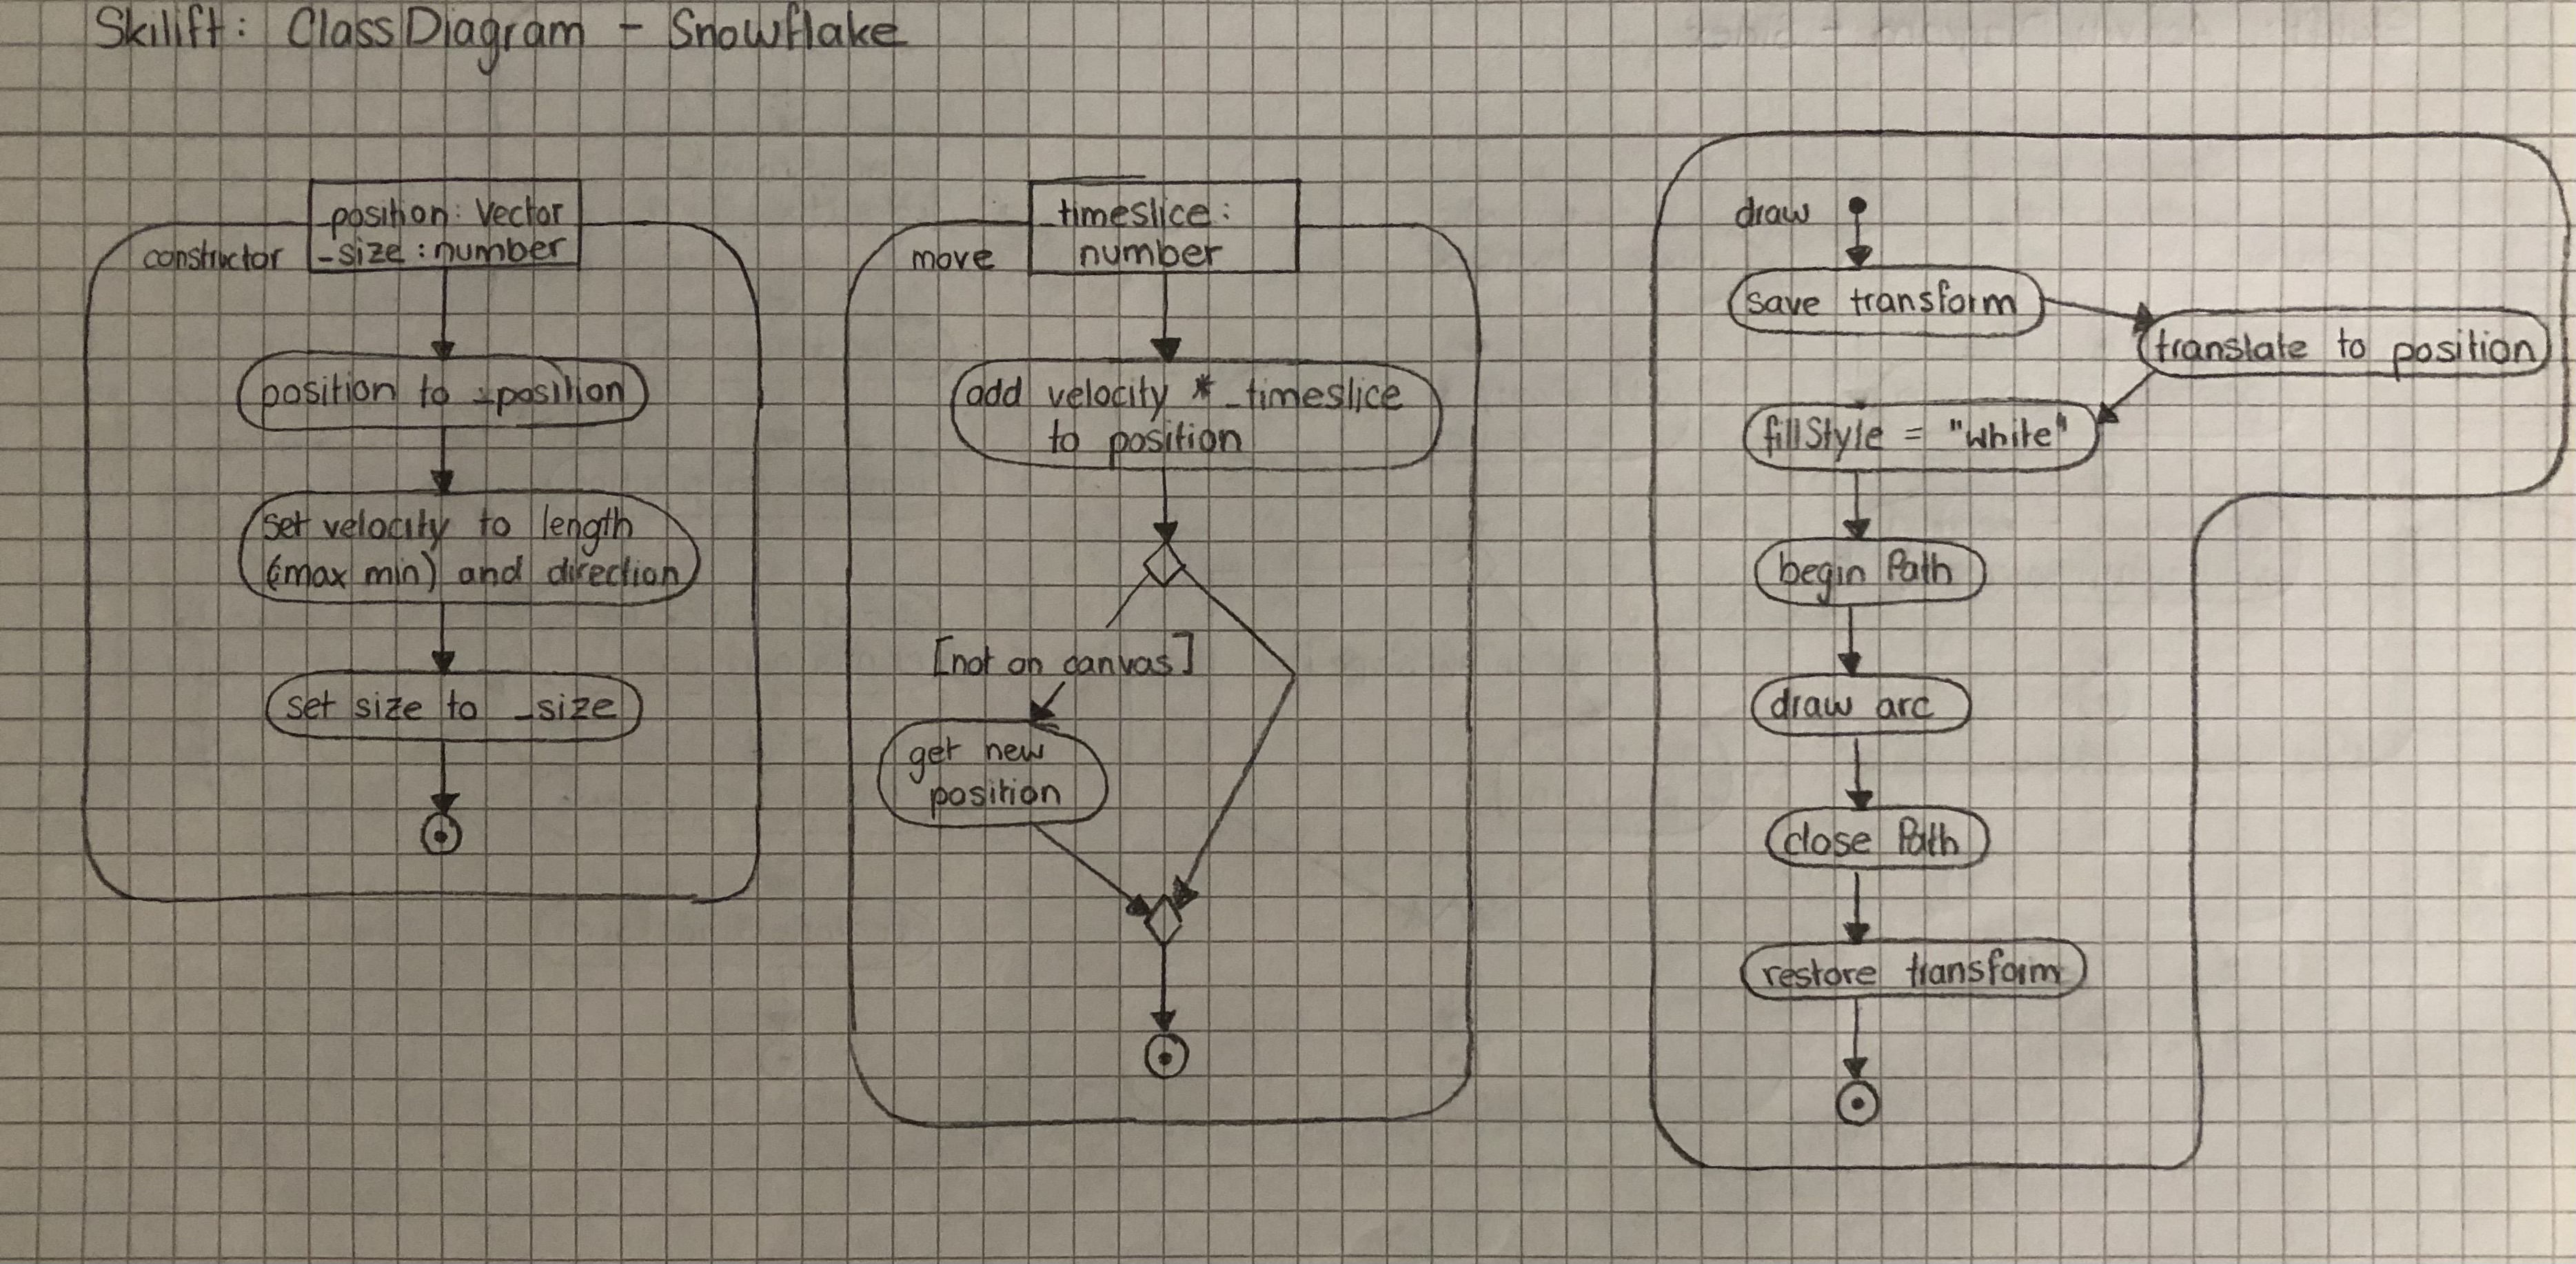 Skilift: ClassDiagram - Snowflake
constructor
_position: Vector
_size: number
position to _position
set velocity to length
(max min) and direction
set size to _size
move
_timeslice:
number
add velocity * _timeslice
to position
[not on canvas]
get new
position
draw
save transform
translate to position
fillStyle = "white"
begin Path
draw arc
close Path
restore transform